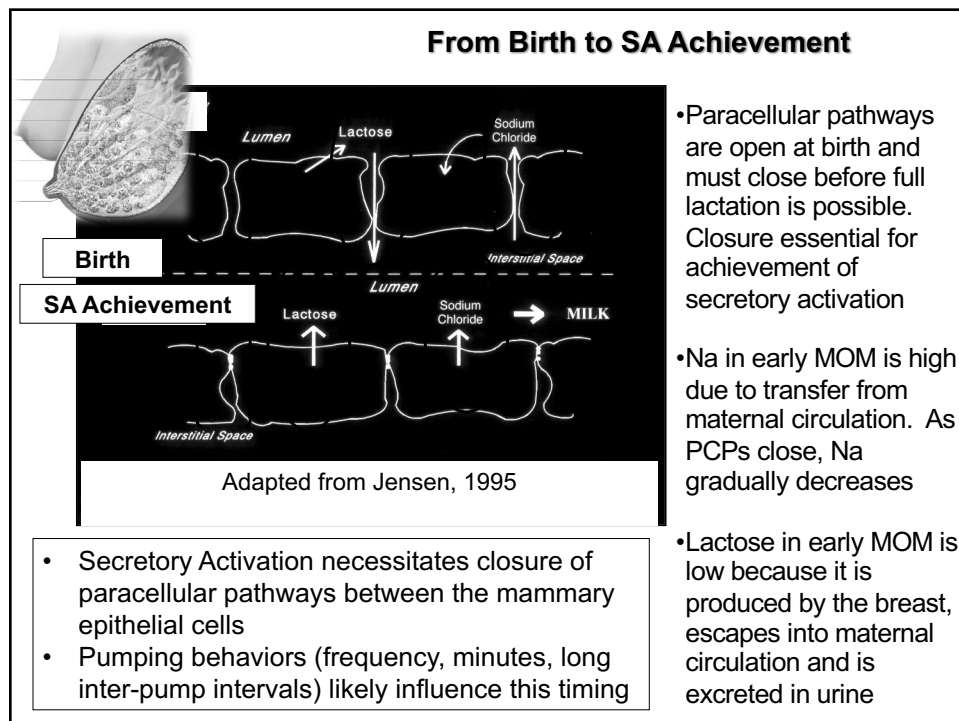 From Birth to SA Achievement
Lumen
Lactose
Sodium
Chloride
Interstitial Space
Birth
SA Achievement
Lumen
Lactose
Sodium
Chloride
MILK
Interstitial Space
Adapted from Jensen, 1995
• Secretory Activation necessitates closure of
paracellular pathways between the mammary
epithelial cells
• Pumping behaviors (frequency, minutes, long
inter-pump intervals) likely influence this timing
•Paracellular pathways
are open at birth and
must close before full
lactation is possible.
Closure essential for
achievement of
secretory activation
•Na in early MOM is high
due to transfer from
maternal circulation. As
PCPs close, Na
gradually decreases
•Lactose in early MOM is
low because it is
produced by the breast,
escapes into maternal
circulation and is
excreted in urine